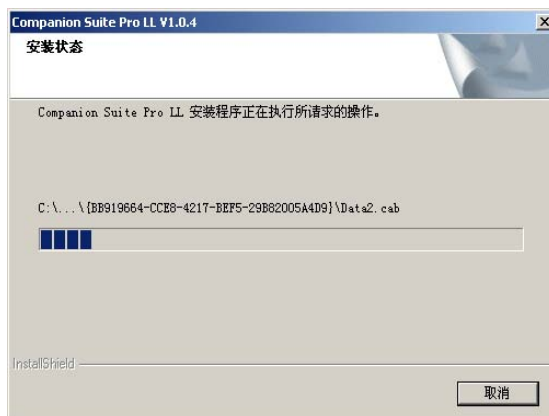 Companion Suite Pro LL V1.0.4
安装状态
Companion Suite Pro LL 安装程序正在执行所请求的操作。
C:\...\{BB919664-CCE8-4217-BEF5-29B82005A4D9}\Data2.cab
InstallShield
取消